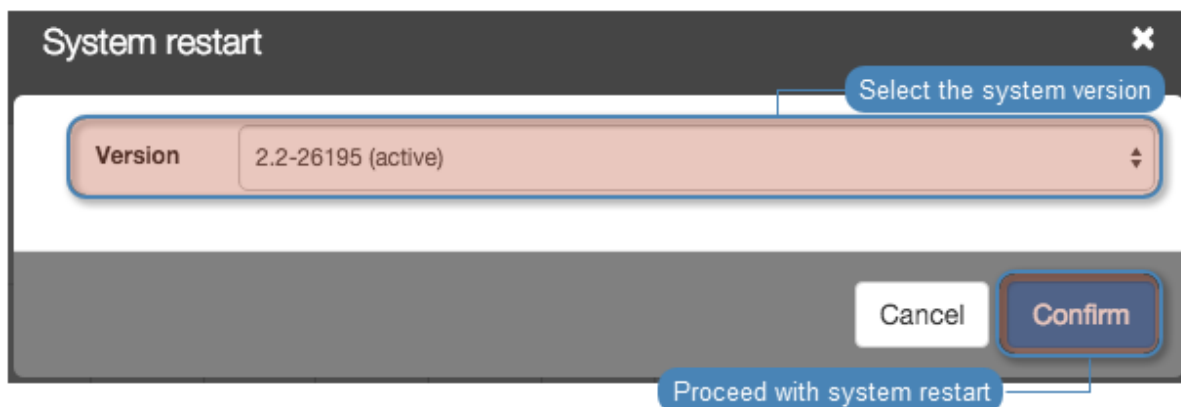 System restart
Select the system version
Version 2.2-26195 (active)
Cancel Confirm
Proceed with system restart